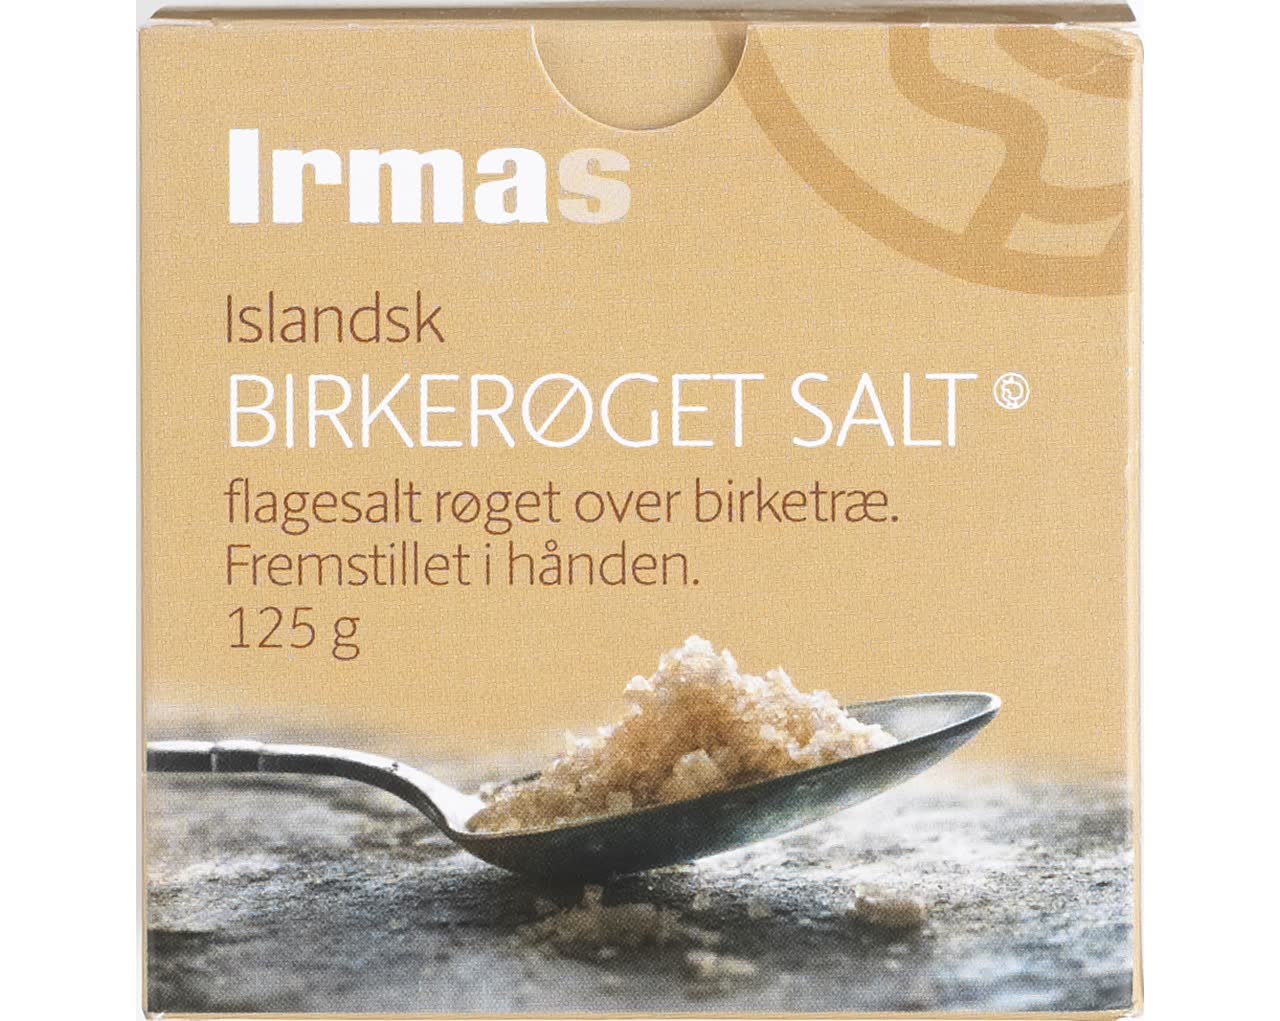 Irmas
Islandsk
BIRKERØGET SALT
flagesalt røget over birketræ.
Fremstillet i hånden.
125 g